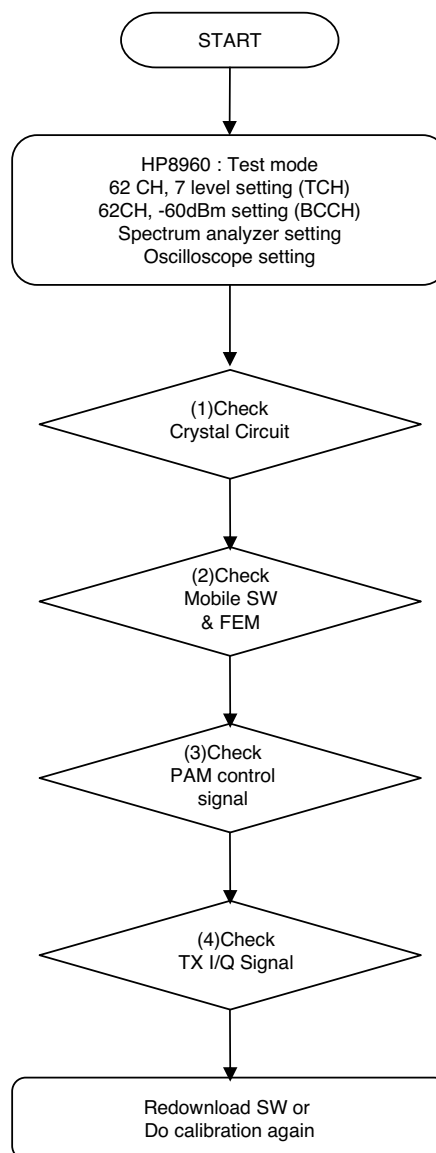 START
HP8960 : Test mode
62 CH, 7 level setting (TCH)
62CH, -60dBm setting (BCCH)
Spectrum analyzer setting
Oscilloscope setting
(1)Check
Crystal Circuit
(2)Check
Mobile SW
& FEM
(3)Check
PAM control
signal
(4)Check
TX I/Q Signal
Redownload SW or
Do calibration again